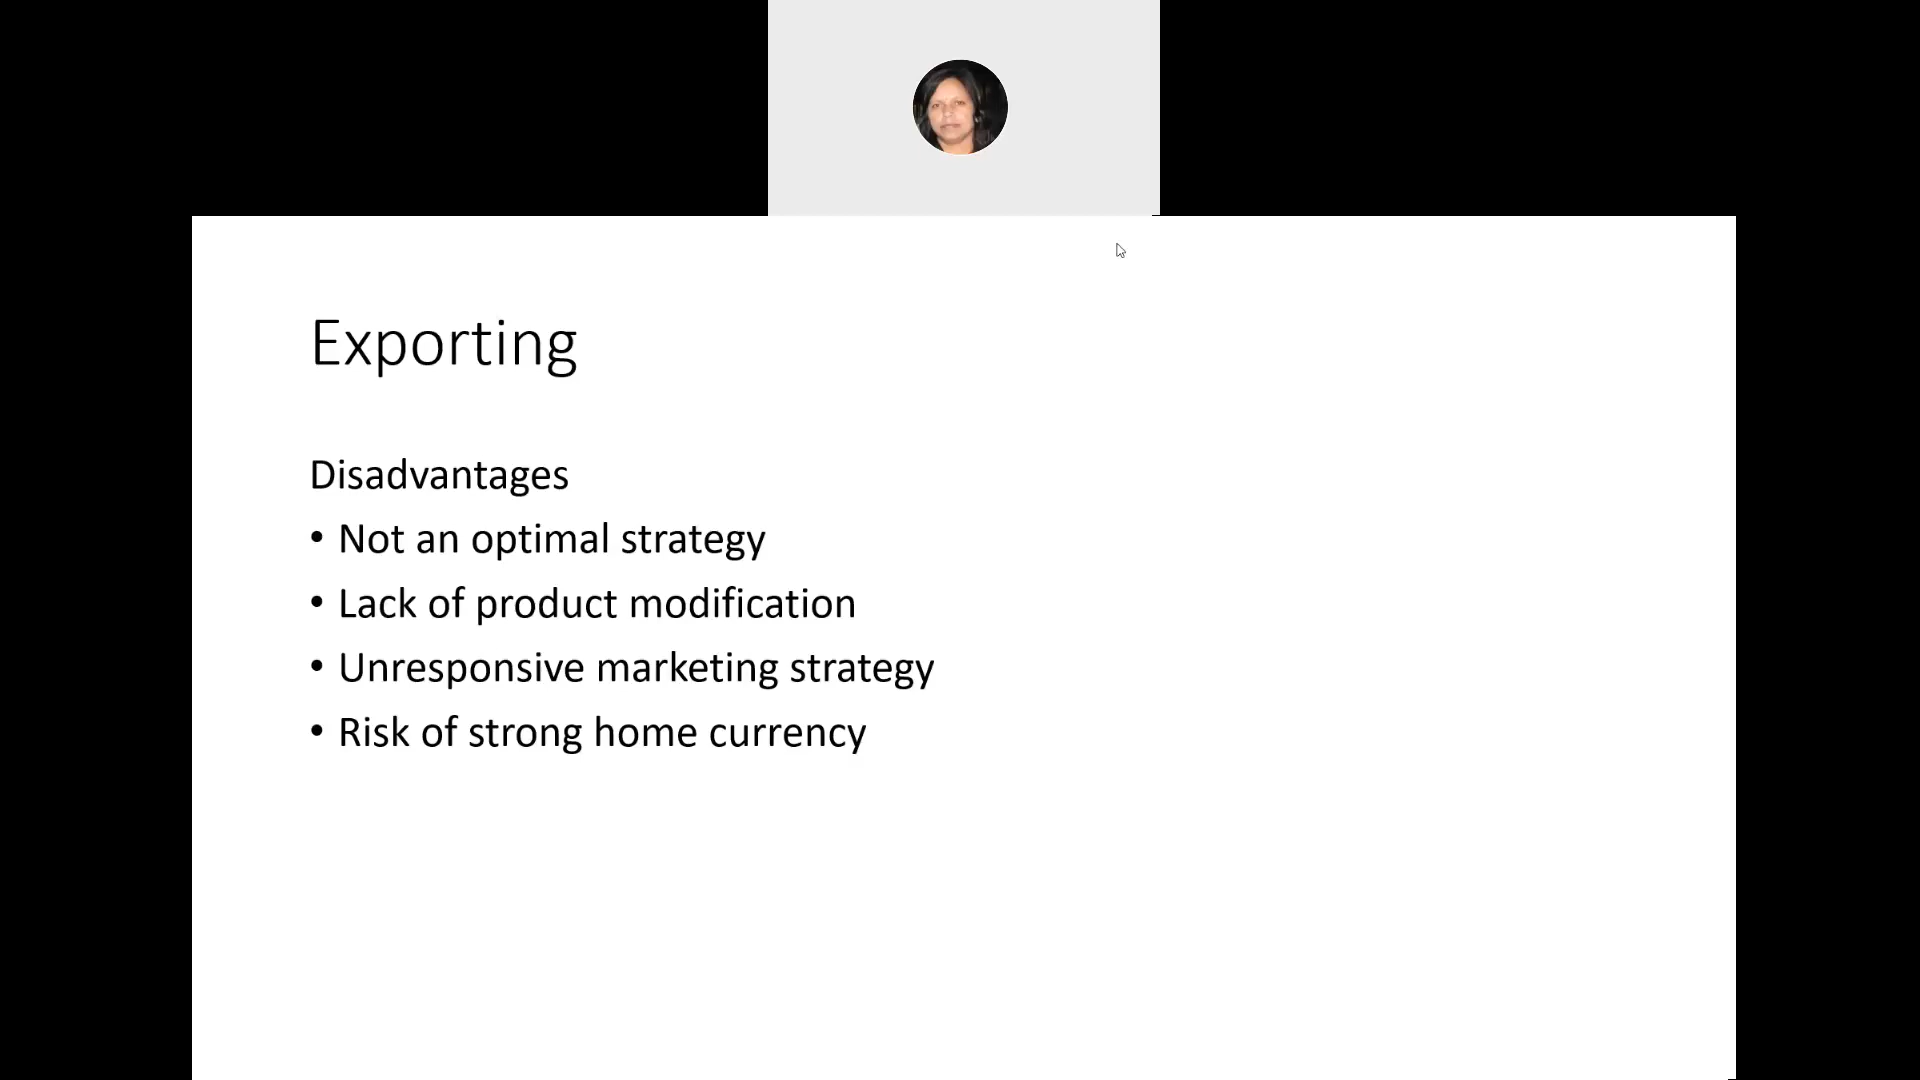 Exporting
Disadvantages
• Not an optimal strategy
• Lack of product modification
• Unresponsive marketing strategy
• Risk of strong home currency